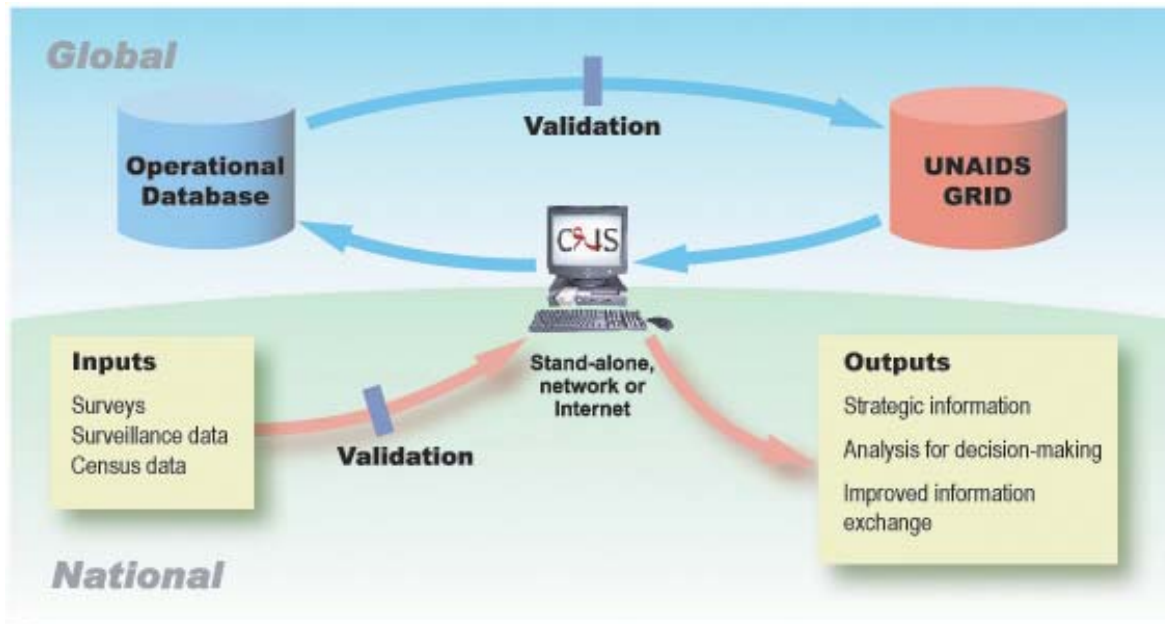 Global
Validation
Operational
Database
UNAIDS
GRID
CRIS
Stand-alone,
network or
Internet
Inputs
Surveys
Surveillance data
Census data
Validation
Outputs
Strategic information
Analysis for decision-making
Improved information
exchange
National